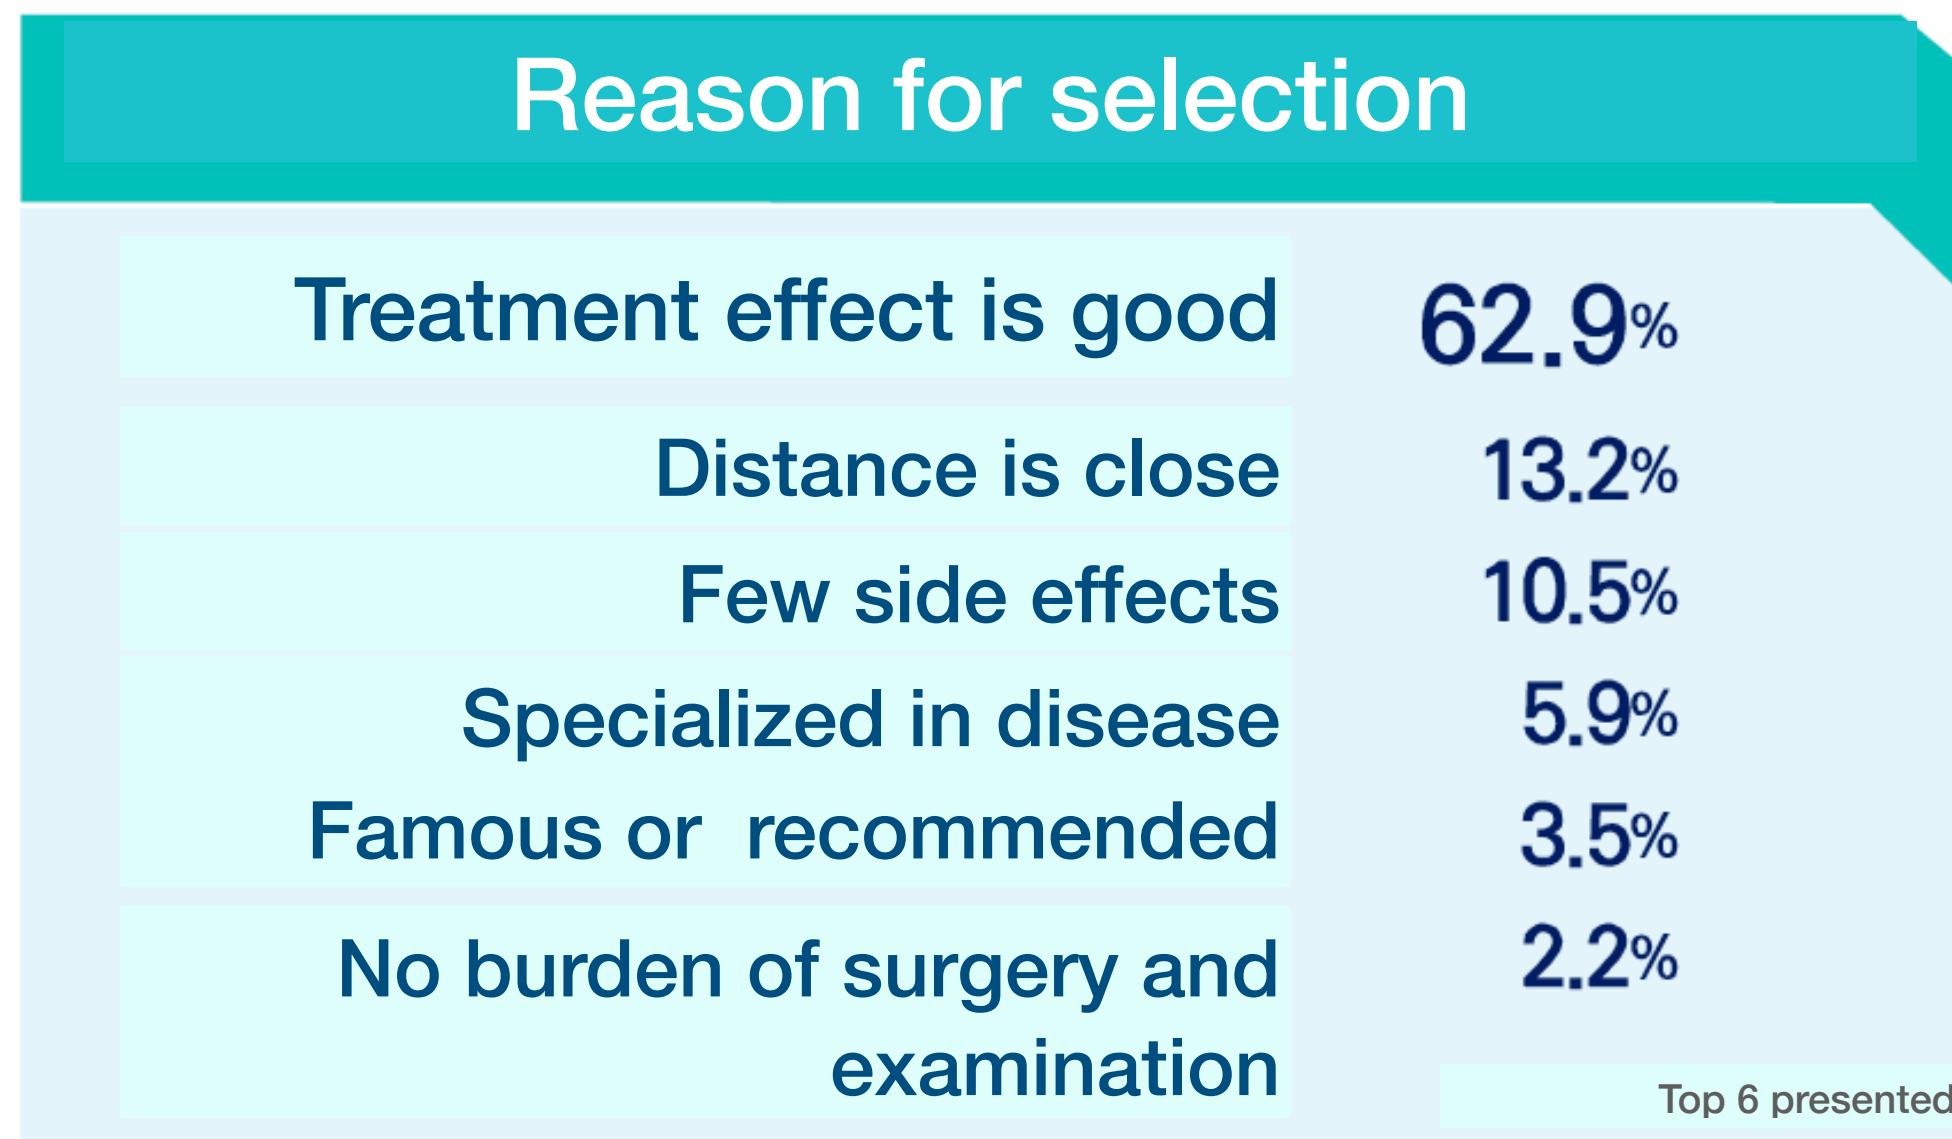 Reason for selection
Treatment effect is good 62.9%
Distance is close 13.2%
Few side effects 10.5%
Specialized in disease 5.9%
Famous or recommended 3.5%
No burden of surgery and 2.2%
examination
Top 6 presented